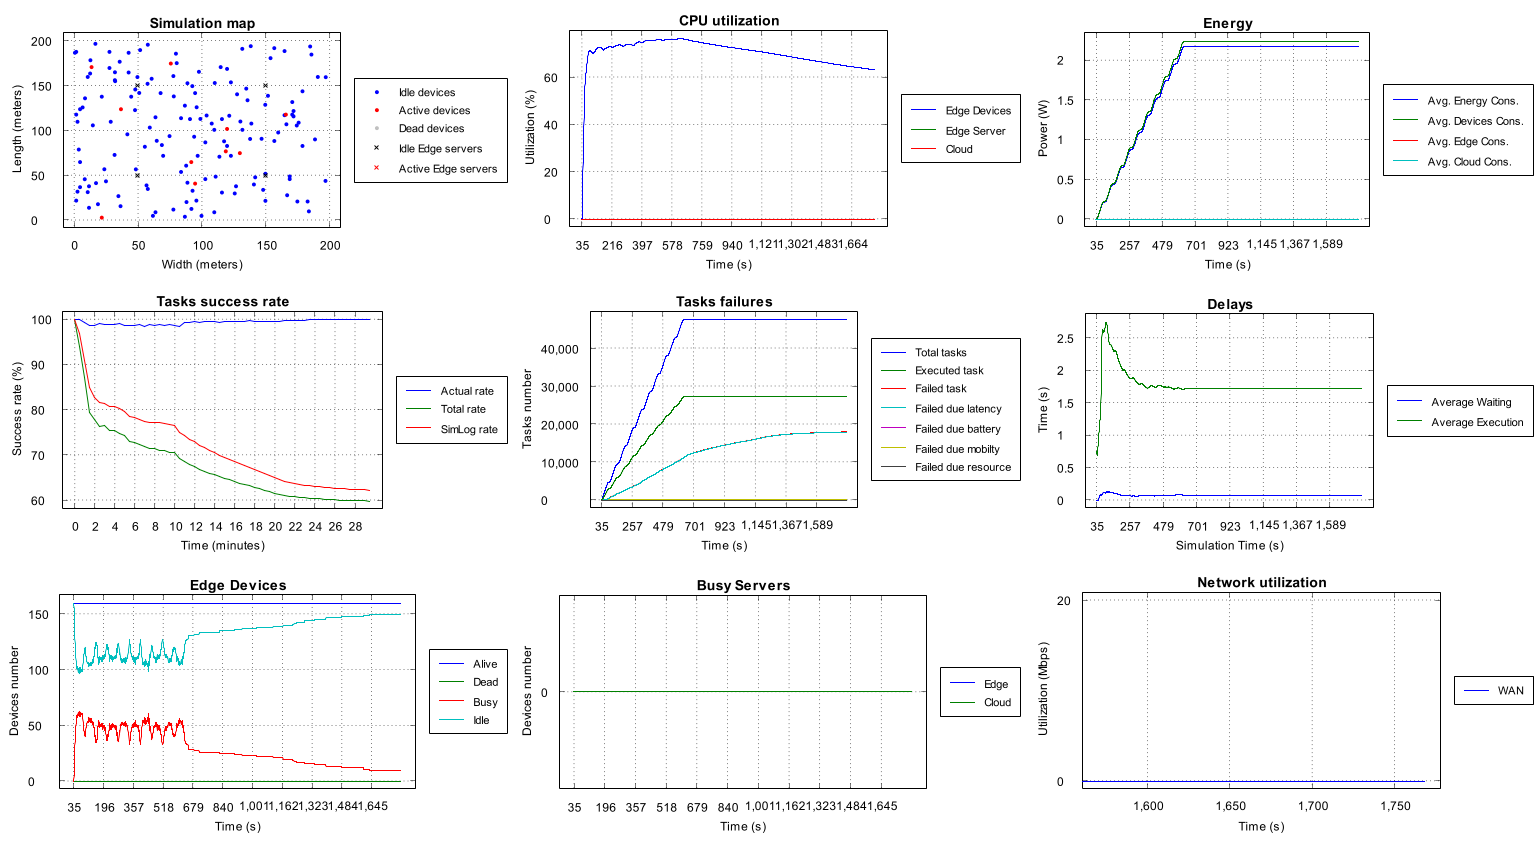 Simulation map
Length (meters)
200
150
100
50
0
0 50 100 150 200
Width (meters)
Idle devices
Active devices
Dead devices
Idle Edge servers
Active Edge servers
CPU utilization
Utilization (%)
60
40
20
0
35 216 397 578 759 940 1,121 1,302 1,483 1,664
Time (s)
Edge Devices
Edge Server
Cloud
Energy
Power (W)
2
1.5
1
0.5
0
35 257 479 701 923 1,145 1,367 1,589
Time (s)
Avg. Energy Cons.
Avg. Devices Cons.
Avg. Edge Cons.
Avg. Cloud Cons.
Tasks success rate
Success rate (%)
100
90
80
70
60
0 2 4 6 8 10 12 14 16 18 20 22 24 26 28
Time (minutes)
Actual rate
Total rate
SimLog rate
Tasks failures
Tasks number
40,000
30,000
20,000
10,000
0
35 257 479 701 923 1,145 1,367 1,589
Time (s)
Total tasks
Executed task
Failed task
Failed due latency
Failed due battery
Failed due mobilty
Failed due resource
Delays
Time (s)
2.5
2
1.5
1
0.5
0
35 257 479 701 923 1,145 1,367 1,589
Simulation Time (s)
Average Waiting
Average Execution
Edge Devices
Devices number
150
100
50
0
35 196 357 518 679 840 1,001 1,162 1,323 1,484 1,645
Time (s)
Alive
Dead
Busy
Idle
Busy Servers
Devices number
0
35 196 357 518 679 840 1,001 1,162 1,323 1,484 1,645
Time (s)
Edge
Cloud
Network utilization
Utilization (Mbps)
20
0
1,600 1,650 1,700 1,750
Time (s)
WAN